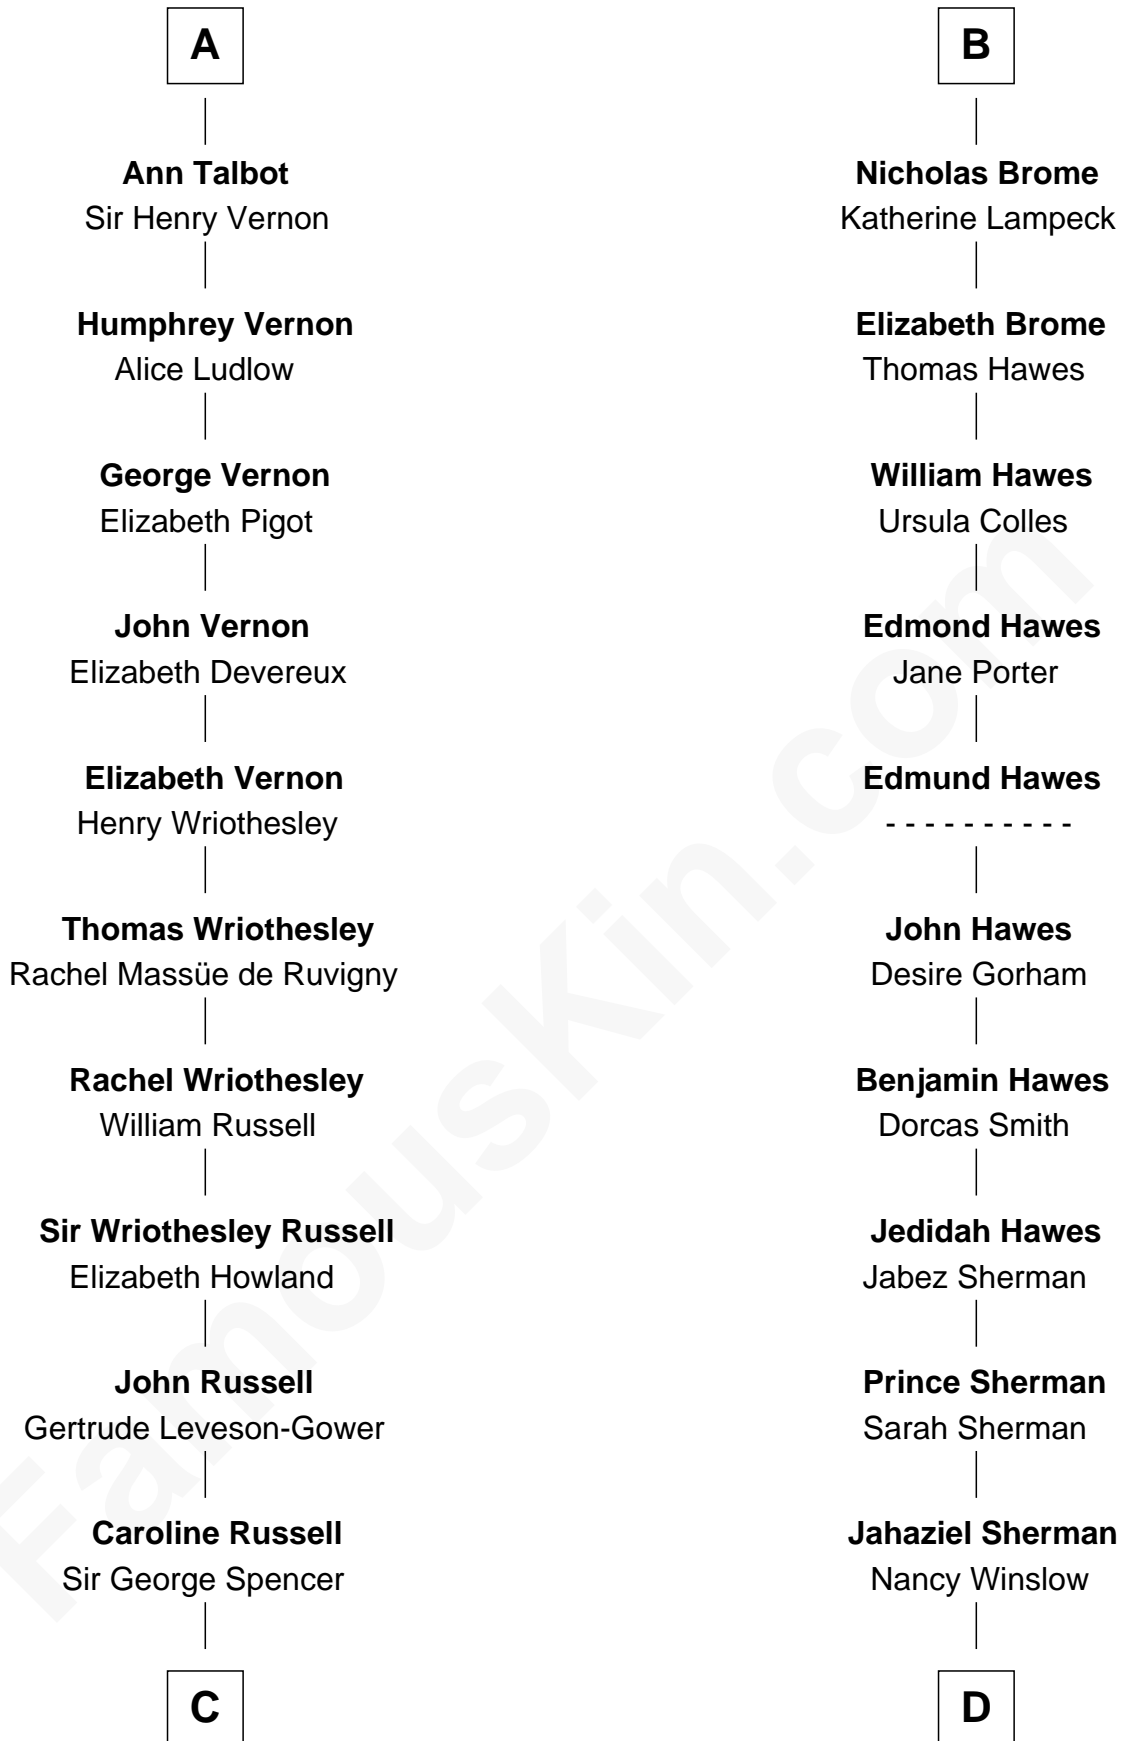 A
Ann Talbot
Sir Henry Vernon
Humphrey Vernon
Alice Ludlow
George Vernon
Elizabeth Pigot
John Vernon
Elizabeth Devereux
Elizabeth Vernon
Henry Wriothesley
Thomas Wriothesley
Rachel Massüe de Ruvigny
Rachel Wriothesley
William Russell
Sir Wriothesley Russell
Elizabeth Howland
John Russell
Gertrude Leveson-Gower
Caroline Russell
Sir George Spencer
C
B
Nicholas Brome
Katherine Lampeck
Elizabeth Brome
Thomas Hawes
William Hawes
Ursula Colles
Edmond Hawes
Jane Porter
Edmund Hawes
- - - - - - - - - -
John Hawes
Desire Gorham
Benjamin Hawes
Dorcas Smith
Jedidah Hawes
Jabez Sherman
Prince Sherman
Sarah Sherman
Jahaziel Sherman
Nancy Winslow
D
FamousKin.com